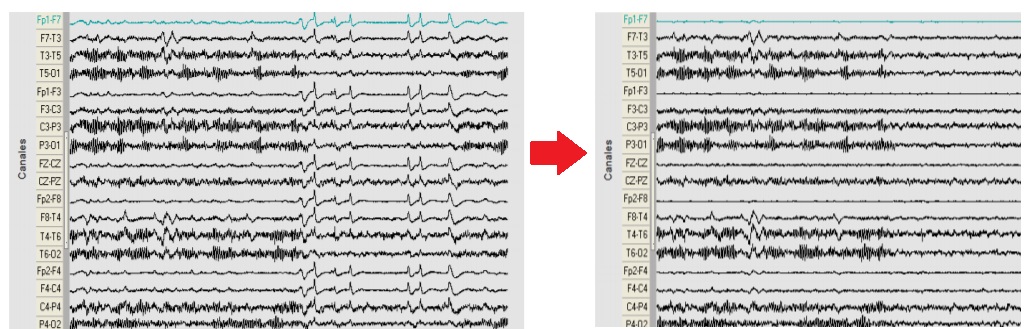 Canales
Fp1-F7
F7-T3
T3-T5
T5-O1
Fp1-F3
F3-C3
C3-P3
P3-O1
FZ-CZ
CZ-PZ
Fp2-F8
F8-T4
T4-T6
T6-O2
Fp2-F4
F4-C4
C4-P4
P4-O2
Canales
Fp1-F7
F7-T3
T3-T5
T5-O1
Fp1-F3
F3-C3
C3-P3
P3-O1
FZ-CZ
CZ-PZ
Fp2-F8
F8-T4
T4-T6
T6-O2
Fp2-F4
F4-C4
C4-P4
P4-O2